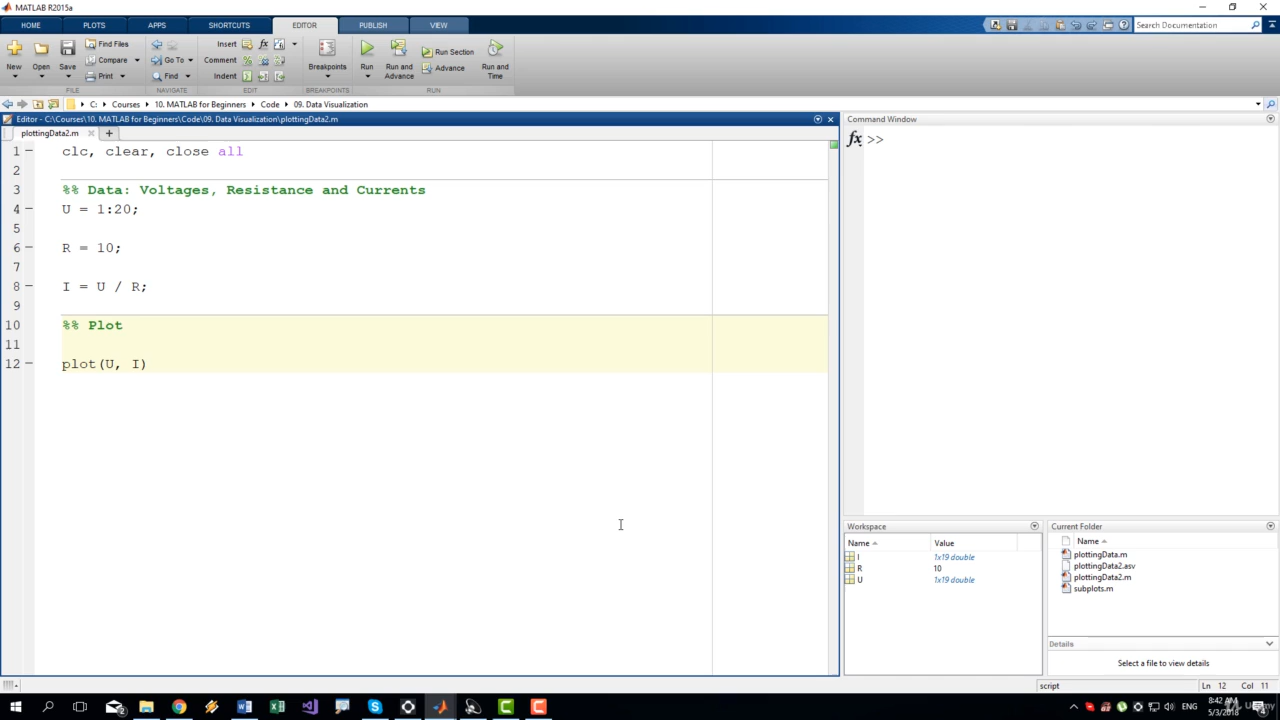 MATLAB R2015a
HOME PLOTS APPS SHORTCUTS EDITOR PUBLISH VIEW
Search Documentation
New Open Save
Find Files
Compare
Print
Go To
Find
Insert
Comment
Indent
fx
Breakpoints
Run
Run and Advance
Run Section
Advance
Run and Time
FILE NAVIGATE EDIT BREAKPOINTS RUN
C: Courses 10. MATLAB for Beginners Code 09. Data Visualization
Editor - C:\Courses\10. MATLAB for Beginners\Code\09. Data Visualization\plottingData2.m
plottingData2.m
1 clc, clear, close all
2
3 %% Data: Voltages, Resistance and Currents
4 U = 1:20;
5
6 R = 10;
7
8 I = U / R;
9
10 %% Plot
11
12 plot(U, I)
Command Window
fx >>
Workspace
Name Value
I 1x19 double
R 10
U 1x19 double
Current Folder
Name
plottingData.m
plottingData2.asv
plottingData2.m
subplots.m
Details
Select a file to view details
script Ln 12 Col 11
ENG
8:42 AM
5/3/2018
Udemy